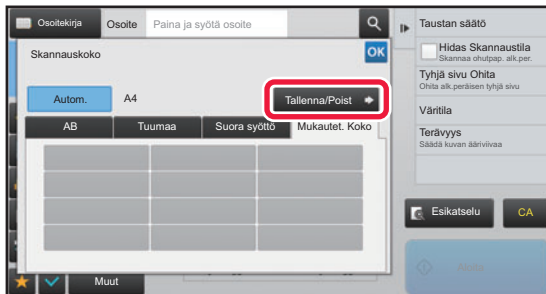 Osoitekirja
Osoite
Paina ja syötä osoite
Skannauskoko
OK
Autom.
A4
Tallenna/Poist
AB
Tuumaa
Suora syöttö
Mukautet. Koko
Muut
Taustan säätö
Hidas Skannaustila
Skannaa ohutpap. alk.per.
Tyhjä sivu Ohita
Ohita alk.peräisen tyhjä sivu
Väritila
Terävyys
Säädä kuvan ääriviivaa
Esikatselu
CA
Aloita